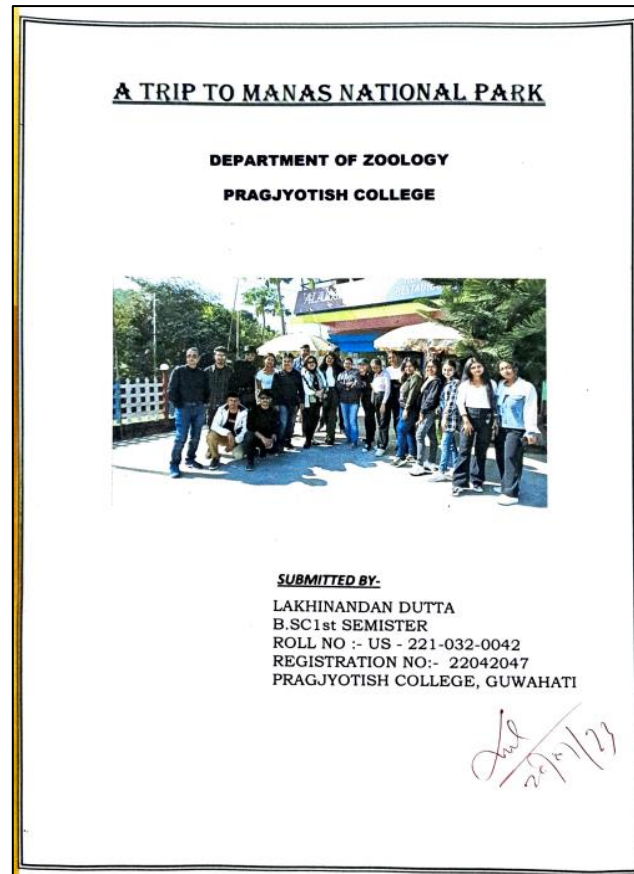 A TRIP TO MANAS NATIONAL PARK
DEPARTMENT OF ZOOLOGY
PRAGJYOTISH COLLEGE
SUBMITTED BY-
LAKHINANDAN DUTTA
B.SC1st SEMISTER
ROLL NO :- US - 221-032-0042
REGISTRATION NO:- 22042047
PRAGJYOTISH COLLEGE, GUWAHATI